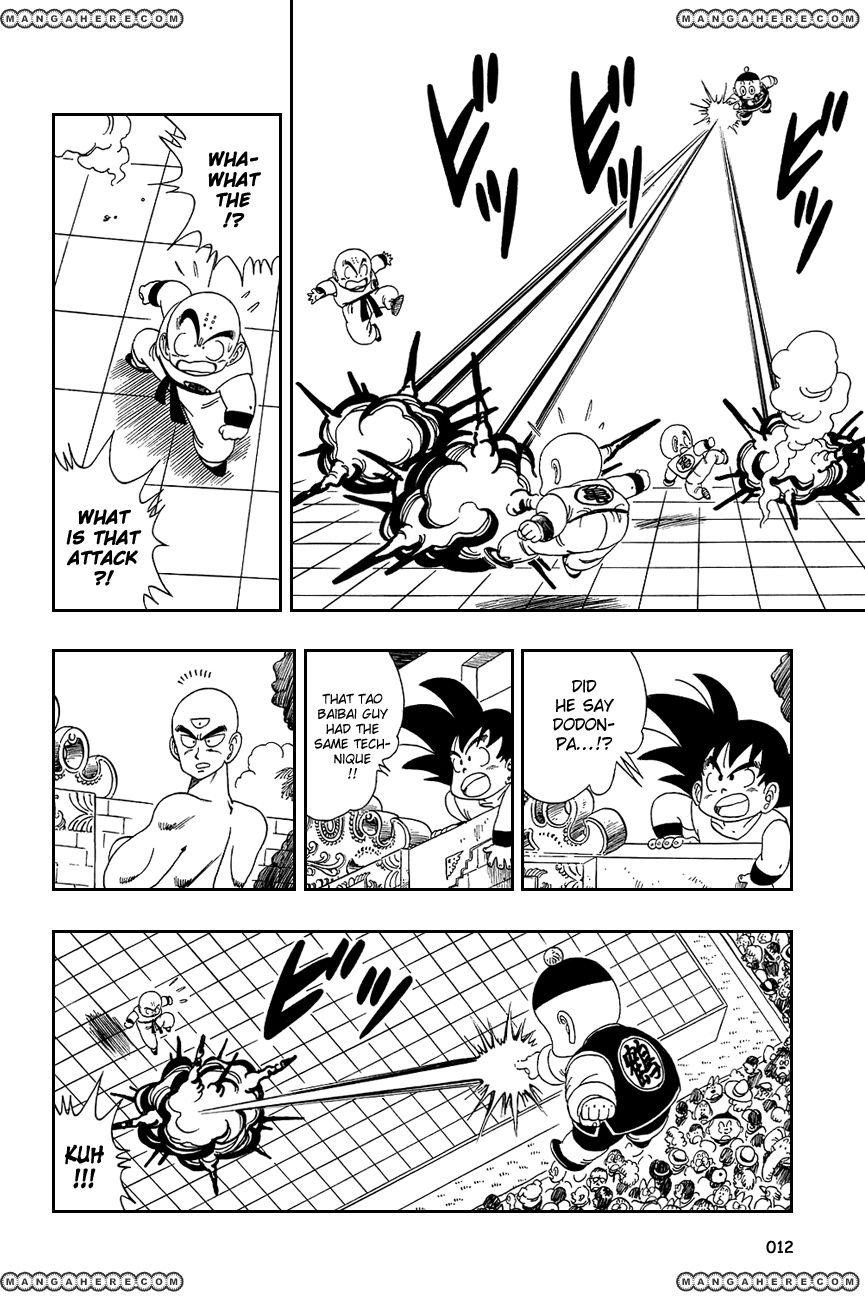 MANGAHERE.COM
MANGAHERE.COM
ビッ
ビッ
ビッ
WHA-
WHAT
THE
!?
WHAT
IS THAT
ATTACK
?!
DID
HE SAY
DODON-
PA...!?
THAT TAO
BAIBAI GUY
HAD THE
SAME TECH-
NIQUE
!!
ビッ
鶴
KUH
!!!
012
MANGAHERE.COM
MANGAHERE.COM